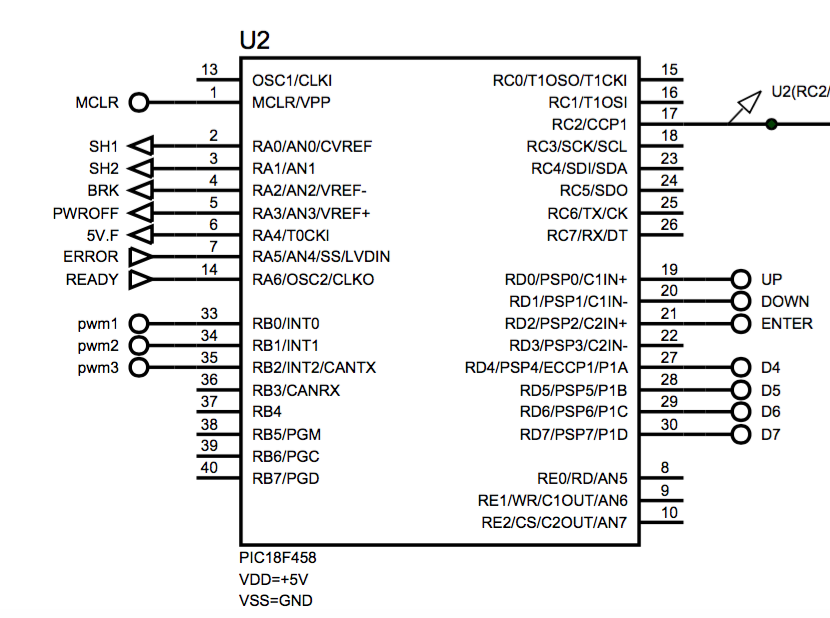 U2
13 OSC1/CLKI RC0/T1OSO/T1CKI 15
MCLR 1 MCLR/VPP RC1/T1OSI 16
RC2/CCP1 17 U2(RC2/
SH1 2 RA0/AN0/CVREF RC3/SCK/SCL 18
SH2 3 RA1/AN1 RC4/SDI/SDA 23
BRK 4 RA2/AN2/VREF- RC5/SDO 24
PWROFF 5 RA3/AN3/VREF+ RC6/TX/CK 25
5V.F 6 RA4/T0CKI RC7/RX/DT 26
ERROR 7 RA5/AN4/SS/LVDIN
READY 14 RA6/OSC2/CLKO RD0/PSP0/C1IN+ 19 UP
RD1/PSP1/C1IN- 20 DOWN
pwm1 33 RB0/INT0 RD2/PSP2/C2IN+ 21 ENTER
pwm2 34 RB1/INT1 RD3/PSP3/C2IN- 22
pwm3 35 RB2/INT2/CANTX RD4/PSP4/ECCP1/P1A 27 D4
36 RB3/CANRX RD5/PSP5/P1B 28 D5
37 RB4 RD6/PSP6/P1C 29 D6
38 RB5/PGM RD7/PSP7/P1D 30 D7
39 RB6/PGC
40 RB7/PGD RE0/RD/AN5 8
RE1/WR/C1OUT/AN6 9
RE2/CS/C2OUT/AN7 10
PIC18F458
VDD=+5V
VSS=GND